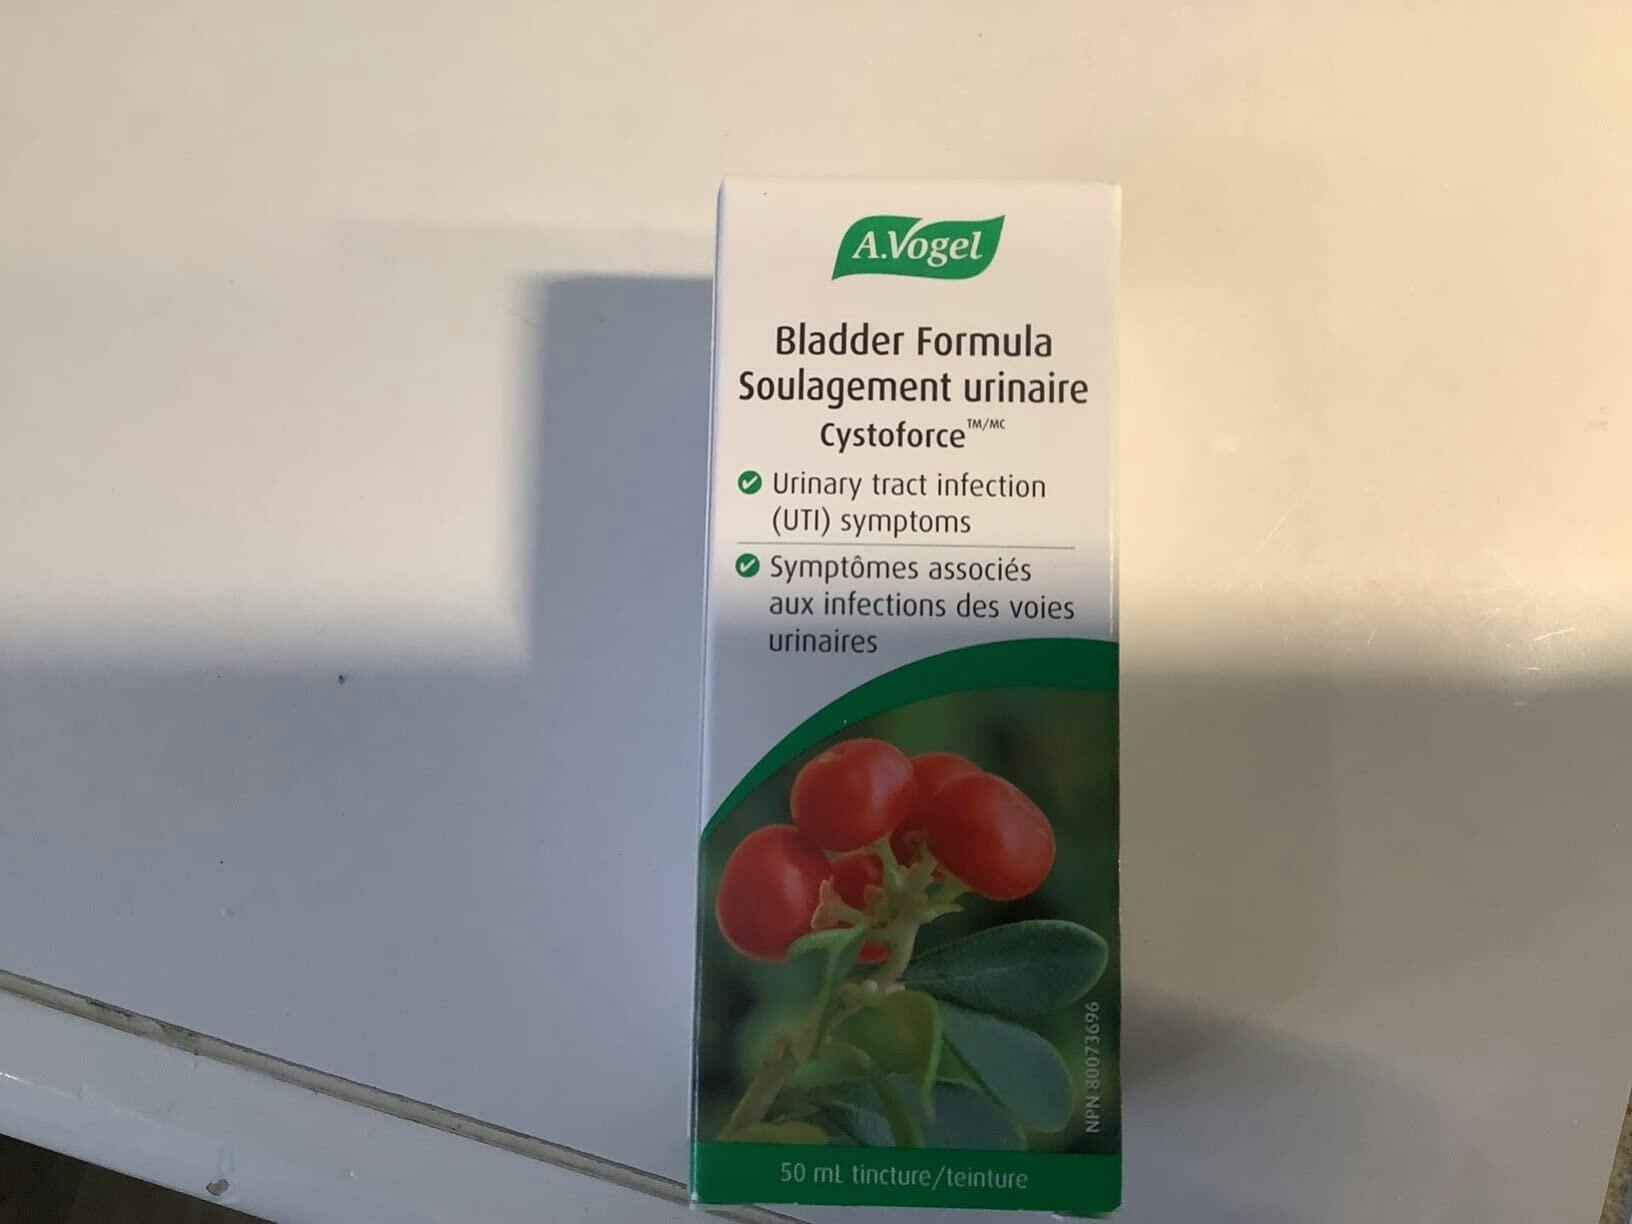 A.Vogel
Bladder Formula
Soulagement urinaire
Cystoforce™/MC
Urinary tract infection
(UTI) symptoms
Symptômes associés
aux infections des voies
urinaires
NPN 80073696
50 mL tincture/teinture